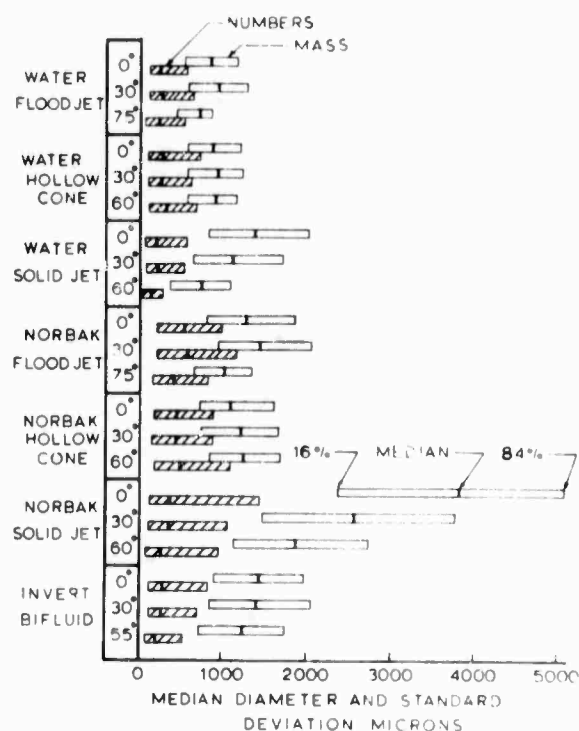 NUMBERS
MASS
WATER
FLOODJET
0°
30°
75°
WATER
HOLLOW
CONE
0°
30°
60°
WATER
SOLID JET
0°
30°
60°
NORBAK
FLOODJET
0°
30°
75°
NORBAK
HOLLOW
CONE
0°
30°
60°
16% MEDIAN 84%
NORBAK
SOLID JET
0°
30°
60°
INVERT
BIFLUID
0°
30°
55°
0 1000 2000 3000 4000 5000
MEDIAN DIAMETER AND STANDARD
DEVIATION MICRONS